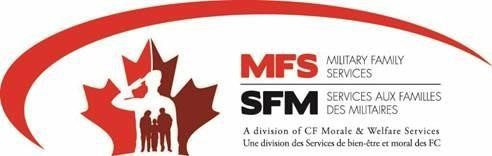 MFS MILITARY FAMILY
SERVICES
SFM SERVICES AUX FAMILLES
DES MILITAIRES
A division of CF Morale & Welfare Services
Une division des Services de bien-être et moral des FC